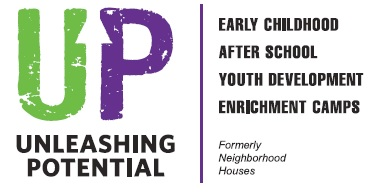 UP
UNLEASHING
POTENTIAL
EARLY CHILDHOOD
AFTER SCHOOL
YOUTH DEVELOPMENT
ENRICHMENT CAMPS
Formerly
Neighborhood
Houses